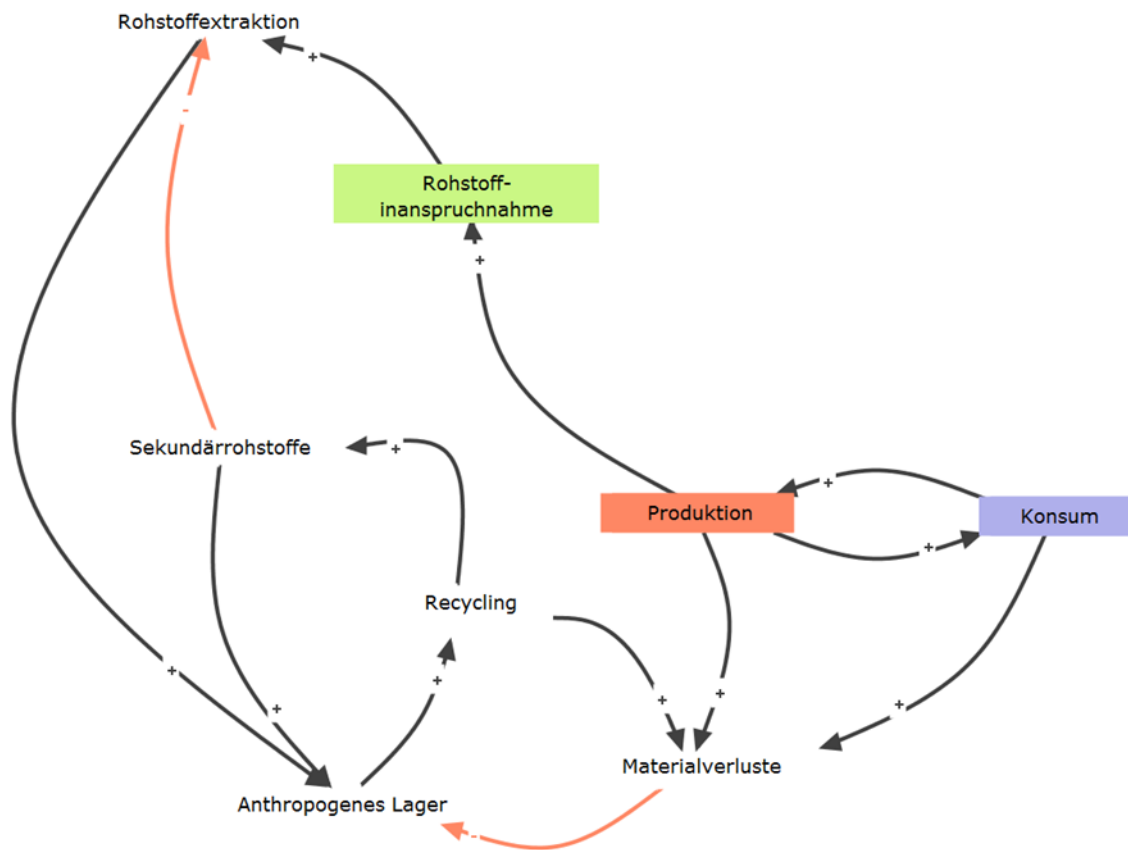 Rohstoffextraktion
+
-
Rohstoff-
inanspruchnahme
+
Sekundärrohstoffe
+
+
Produktion
Konsum
+
Recycling
+
+
+
+
+
+
Materialverluste
Anthropogenes Lager
-